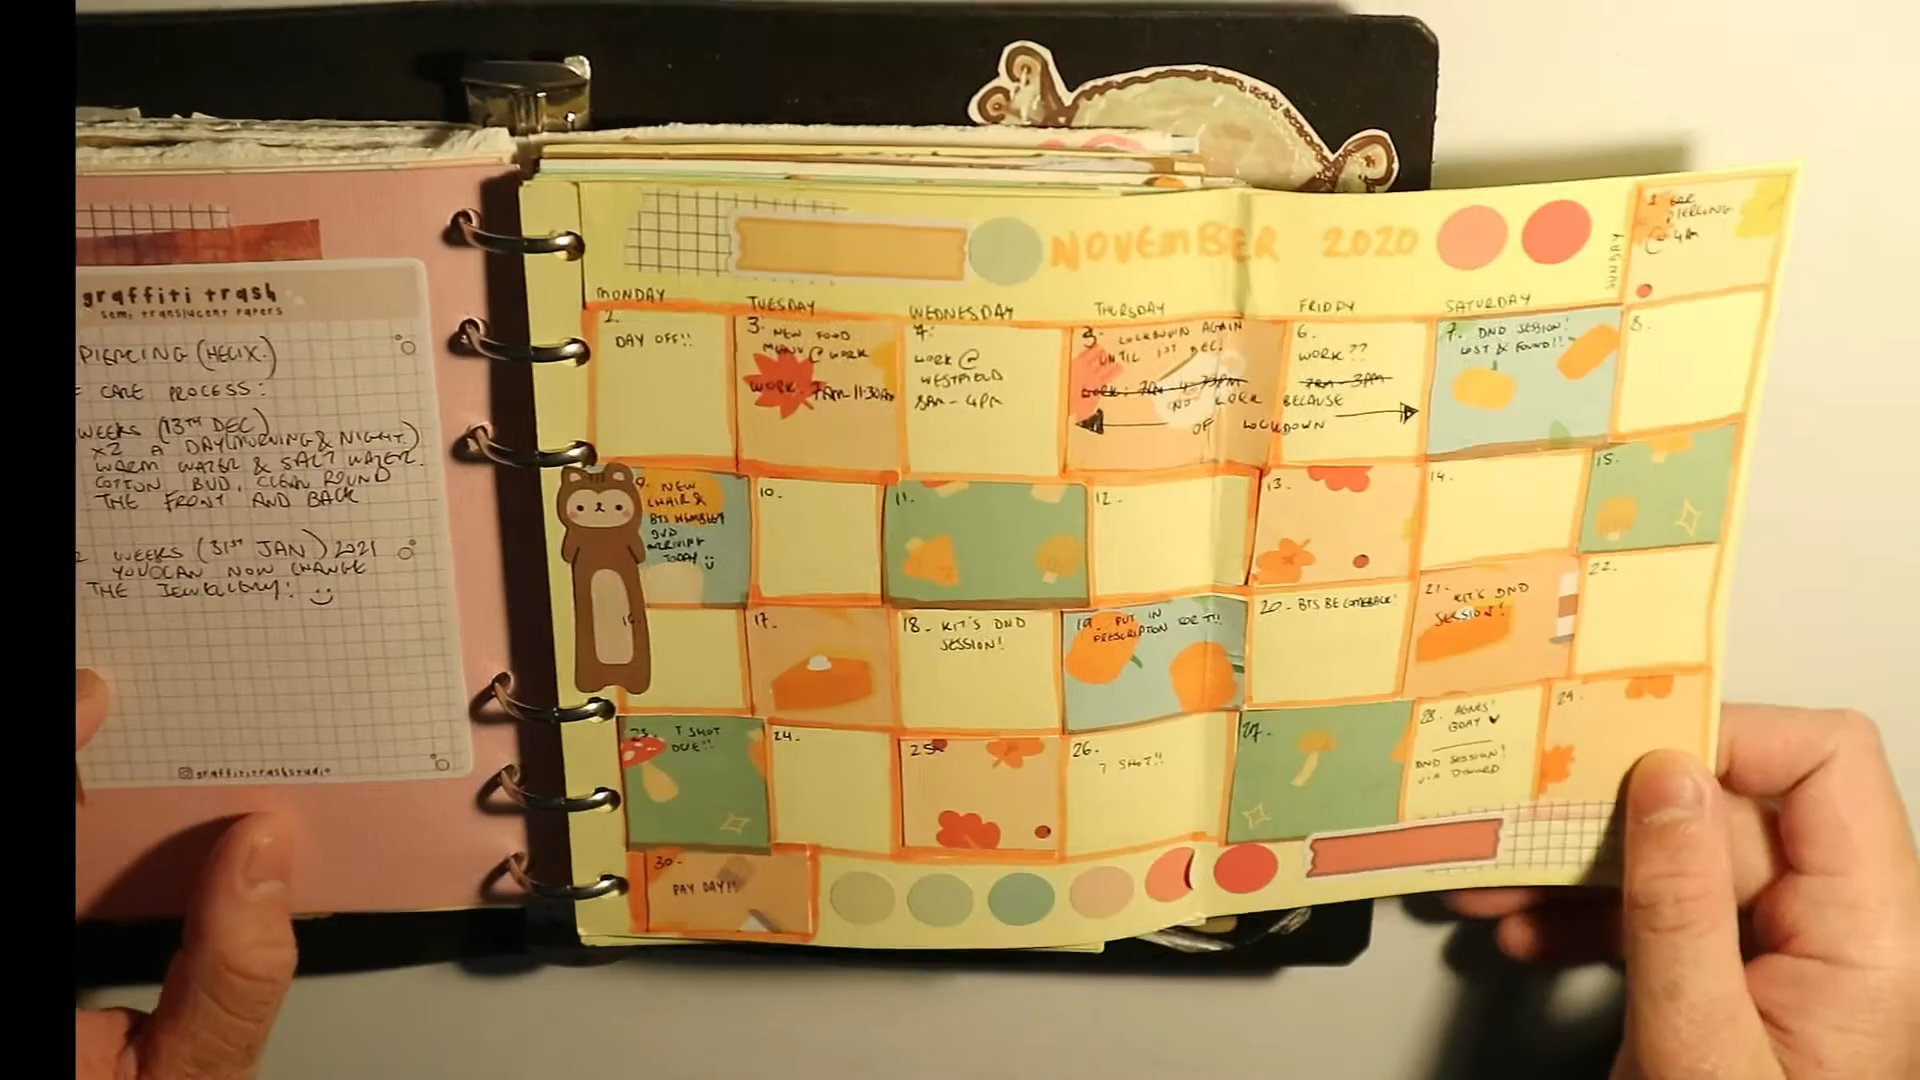 graffiti trash
semi translucent papers
PIERCING (HELIX.)
CARE PROCESS:
WEEKS (13TH DEC)
x2 A DAY (MORNING & NIGHT.)
WARM WATER & SALT WATER.
COTTON BUD, CLEAN ROUND
THE FRONT AND BACK
2 WEEKS (31ST JAN) 2021
YOU CAN NOW CHANGE
THE JEWELLERY! :)
graffititrashstudio
NOVEMBER 2020
MONDAY
TUESDAY
WEDNESDAY
THURSDAY
FRIDAY
SATURDAY
SUNDAY
1 EAR
PIERCING
@ 4PM
2.
DAY OFF!!
3. NEW FOOD
MENU @ WORK
WORK: 7AM-11:30AM
4.
WORK @
WESTFIELD
8AM-4PM
5. LOCKDOWN AGAIN
UNTIL 1ST DEC.
WORK: 7AM
NO WORK BECAUSE
OF LOCKDOWN
6.
WORK??
7AM-3PM
7. DND SESSION!
LOST & FOUND!!
8.
9. NEW
CHAIR &
BTS
DVD
TODAY :)
10.
11.
12.
13.
14.
15.
16.
17.
18. KIT'S DND
SESSION!
19. PUT IN
PRESCRIPTION FOR T!!
20. BTS BE COMEBACK!
21. KIT'S DND
SESSION!
22.
23. T SHOT
DUE!!
24.
25.
26.
T SHOT!!
27.
28. AGNES'
BDAY ♥
DND SESSION!
VIA DISCORD
29.
30.
PAY DAY!!